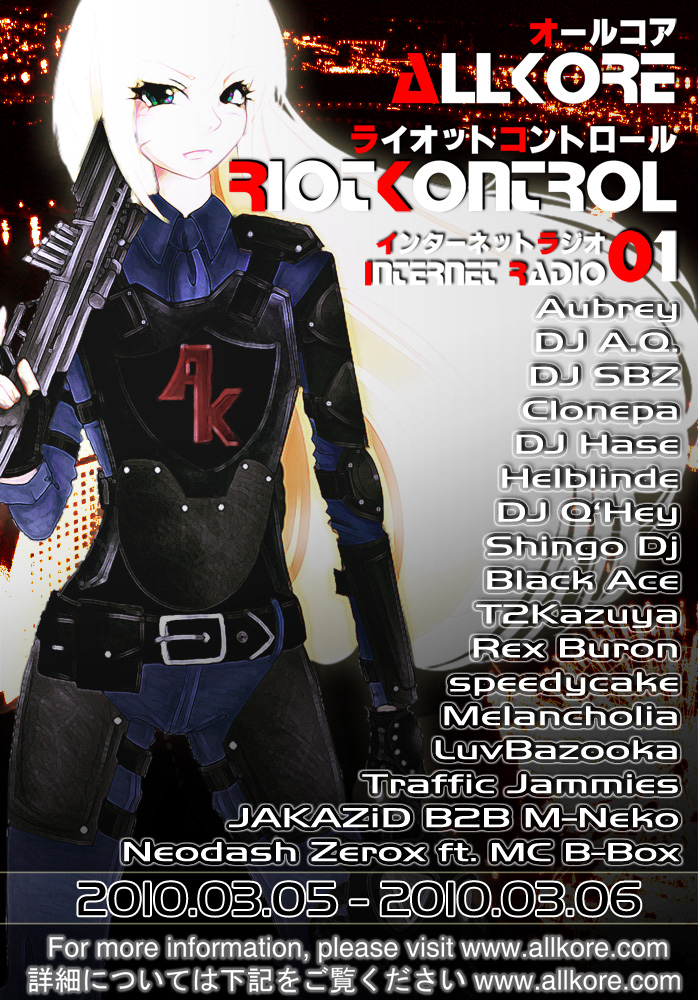 オールコア
ALLKORE
ライオットコントロール
RIOTKONTROL
インターネットラジオ
INTERNET RADIO 01
AK
Aubrey
DJ A.Q.
DJ SBZ
Clonepa
DJ Hase
Helblinde
DJ Q'Hey
Shingo Dj
Black Ace
T2Kazuya
Rex Buron
speedycake
Melancholia
LuvBazooka
Traffic Jammies
JAKAZiD B2B M-Neko
Neodash Zerox ft. MC B-Box
2010.03.05 - 2010.03.06
For more information, please visit www.allkore.com
詳細については下記をご覧ください www.allkore.com